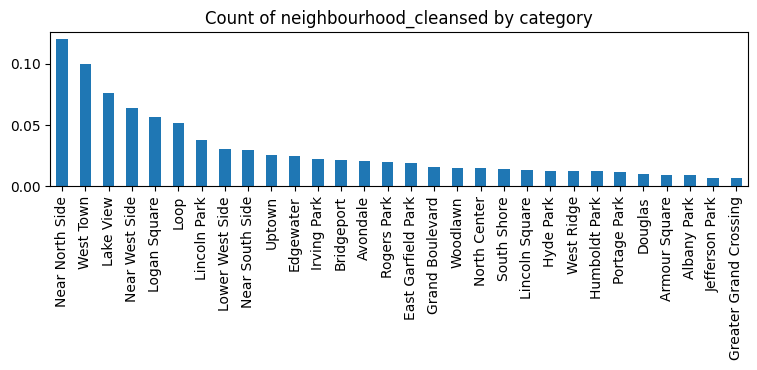 Count of neighbourhood_cleansed by category
0.10
0.05
0.00
Near North Side
West Town
Lake View
Near West Side
Logan Square
Loop
Lincoln Park
Lower West Side
Near South Side
Uptown
Edgewater
Irving Park
Bridgeport
Avondale
Rogers Park
East Garfield Park
Grand Boulevard
Woodlawn
North Center
South Shore
Lincoln Square
Hyde Park
West Ridge
Humboldt Park
Portage Park
Douglas
Armour Square
Albany Park
Jefferson Park
Greater Grand Crossing